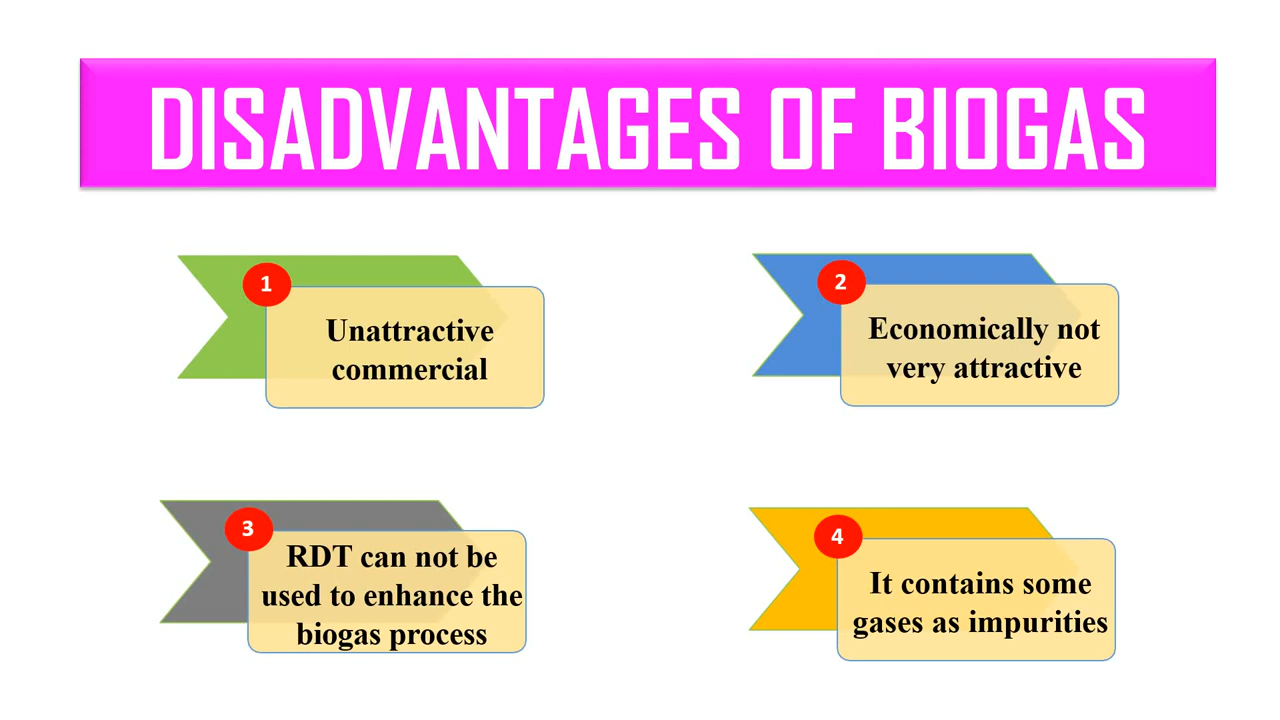 DISADVANTAGES OF BIOGAS
1
Unattractive
commercial
2
Economically not
very attractive
3
RDT can not be
used to enhance the
biogas process
4
It contains some
gases as impurities